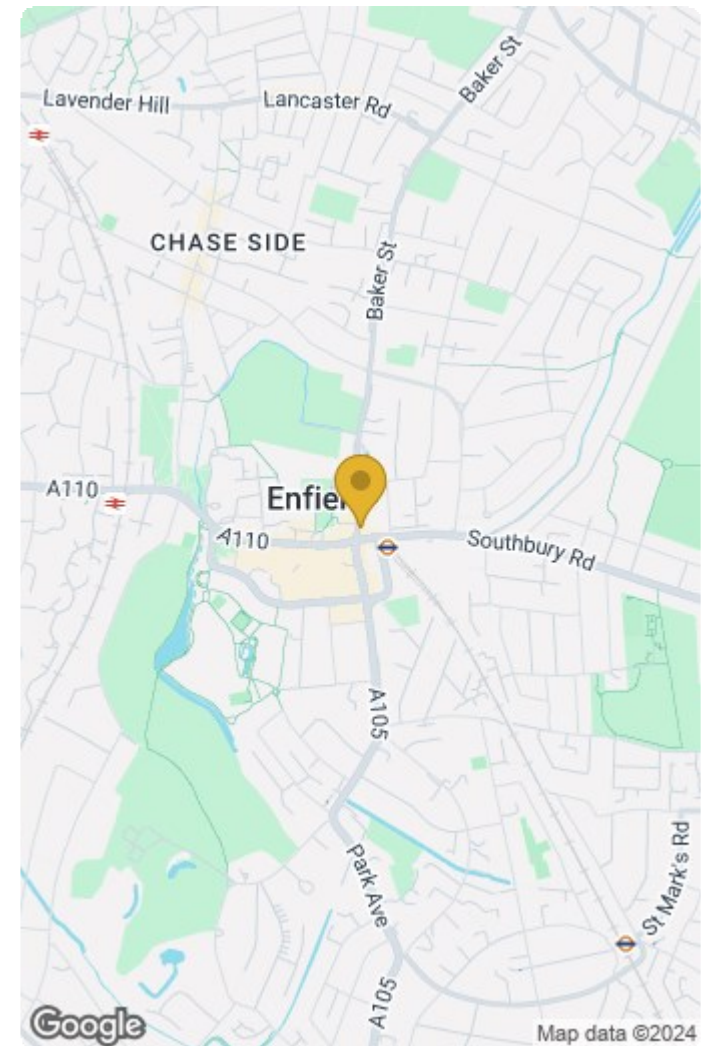 Baker St
Lavender Hill
Lancaster Rd
CHASE SIDE
Baker St
A110
Enfiel
A110
Southbury Rd
A105
St Mark's Rd
Park Ave
A105
Google
Map data ©2024